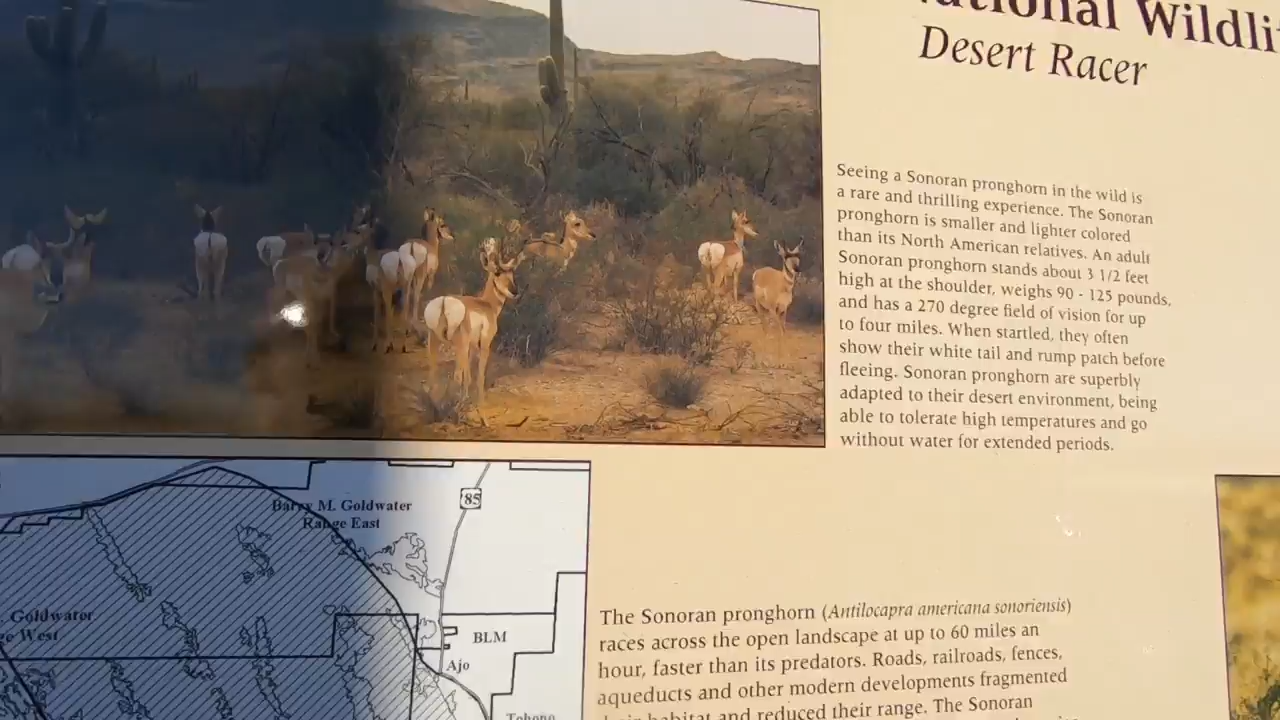 National Wildli
Desert Racer
Seeing a Sonoran pronghorn in the wild is
a rare and thrilling experience. The Sonoran
pronghorn is smaller and lighter colored
than its North American relatives. An adult
Sonoran pronghorn stands about 3 1/2 feet
high at the shoulder, weighs 90 - 125 pounds,
and has a 270 degree field of vision for up
to four miles. When startled, they often
show their white tail and rump patch before
fleeing. Sonoran pronghorn are superbly
adapted to their desert environment, being
able to tolerate high temperatures and go
without water for extended periods.
85
Barry M. Goldwater
Range East
. Goldwater
ge West
BLM
Ajo
Tohono
The Sonoran pronghorn (Antilocapra americana sonoriensis)
races across the open landscape at up to 60 miles an
hour, faster than its predators. Roads, railroads, fences,
aqueducts and other modern developments fragmented
their habitat and reduced their range. The Sonoran